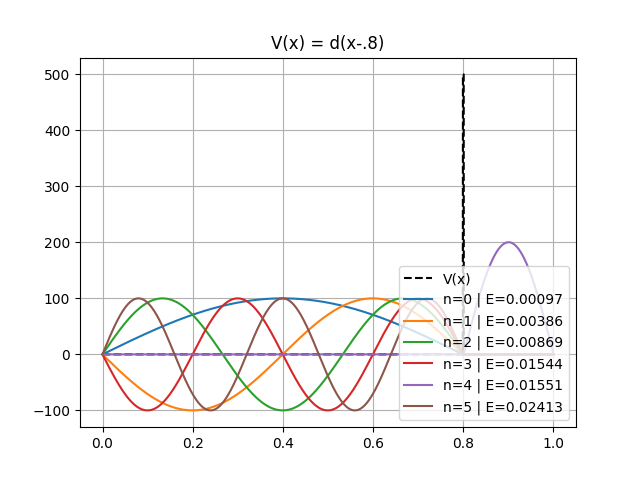 V(x) = d(x-.8)
500
400
300
200
100
0
−100
0.0
0.2
0.4
0.6
0.8
1.0
V(x)
n=0 | E=0.00097
n=1 | E=0.00386
n=2 | E=0.00869
n=3 | E=0.01544
n=4 | E=0.01551
n=5 | E=0.02413